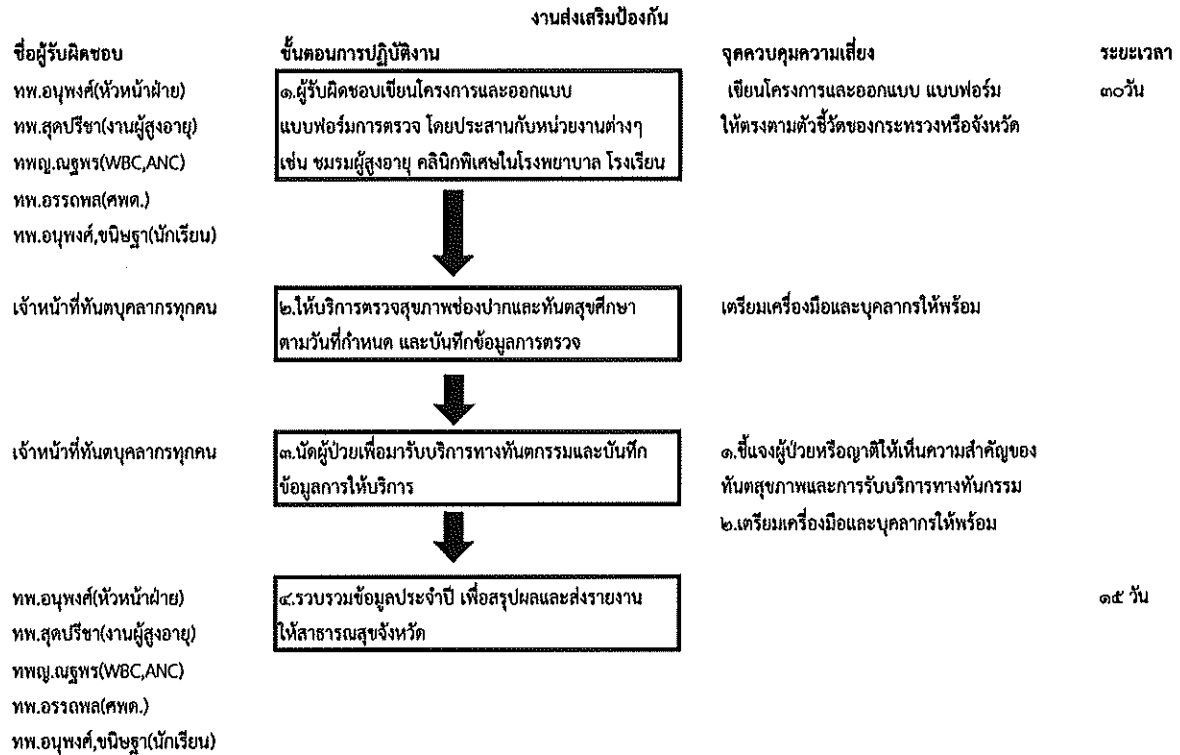 งานส่งเสริมป้องกัน
ชื่อผู้รับผิดชอบ ขั้นตอนการปฏิบัติงาน จุดควบคุมความเสี่ยง ระยะเวลา
ทพ.อนุพงศ์(หัวหน้าฝ่าย) ๑.ผู้รับผิดชอบเขียนโครงการและออกแบบ เขียนโครงการและออกแบบ แบบฟอร์ม ๓๐วัน
ทพ.สุดปรีชา(งานผู้สูงอายุ) แบบฟอร์มการตรวจ โดยประสานกับหน่วยงานต่างๆ ให้ตรงตามตัวชี้วัดของกระทรวงหรือจังหวัด
ทพญ.ณฐพร(WBC,ANC) เช่น ชมรมผู้สูงอายุ คลินิกพิเศษในโรงพยาบาล โรงเรียน
ทพ.อรรถพล(ศพด.)
ทพ.อนุพงศ์,ขนิษฐา(นักเรียน)
เจ้าหน้าที่ทันตบุคลากรทุกคน ๒.ให้บริการตรวจสุขภาพช่องปากและทันตสุขศึกษา เตรียมเครื่องมือและบุคลากรให้พร้อม
ตามวันที่กำหนด และบันทึกข้อมูลการตรวจ
เจ้าหน้าที่ทันตบุคลากรทุกคน ๓.นัดผู้ป่วยเพื่อมารับบริการทางทันตกรรมและบันทึก ๑.ชี้แจงผู้ป่วยหรือญาติให้เห็นความสำคัญของ
ข้อมูลการให้บริการ ทันตสุขภาพและการรับบริการทางทันกรรม
๒.เตรียมเครื่องมือและบุคลากรให้พร้อม
ทพ.อนุพงศ์(หัวหน้าฝ่าย) ๔.รวบรวมข้อมูลประจำปี เพื่อสรุปผลและส่งรายงาน ๑๕ วัน
ทพ.สุดปรีชา(งานผู้สูงอายุ) ให้สาธารณสุขจังหวัด
ทพญ.ณฐพร(WBC,ANC)
ทพ.อรรถพล(ศพด.)
ทพ.อนุพงศ์,ขนิษฐา(นักเรียน)